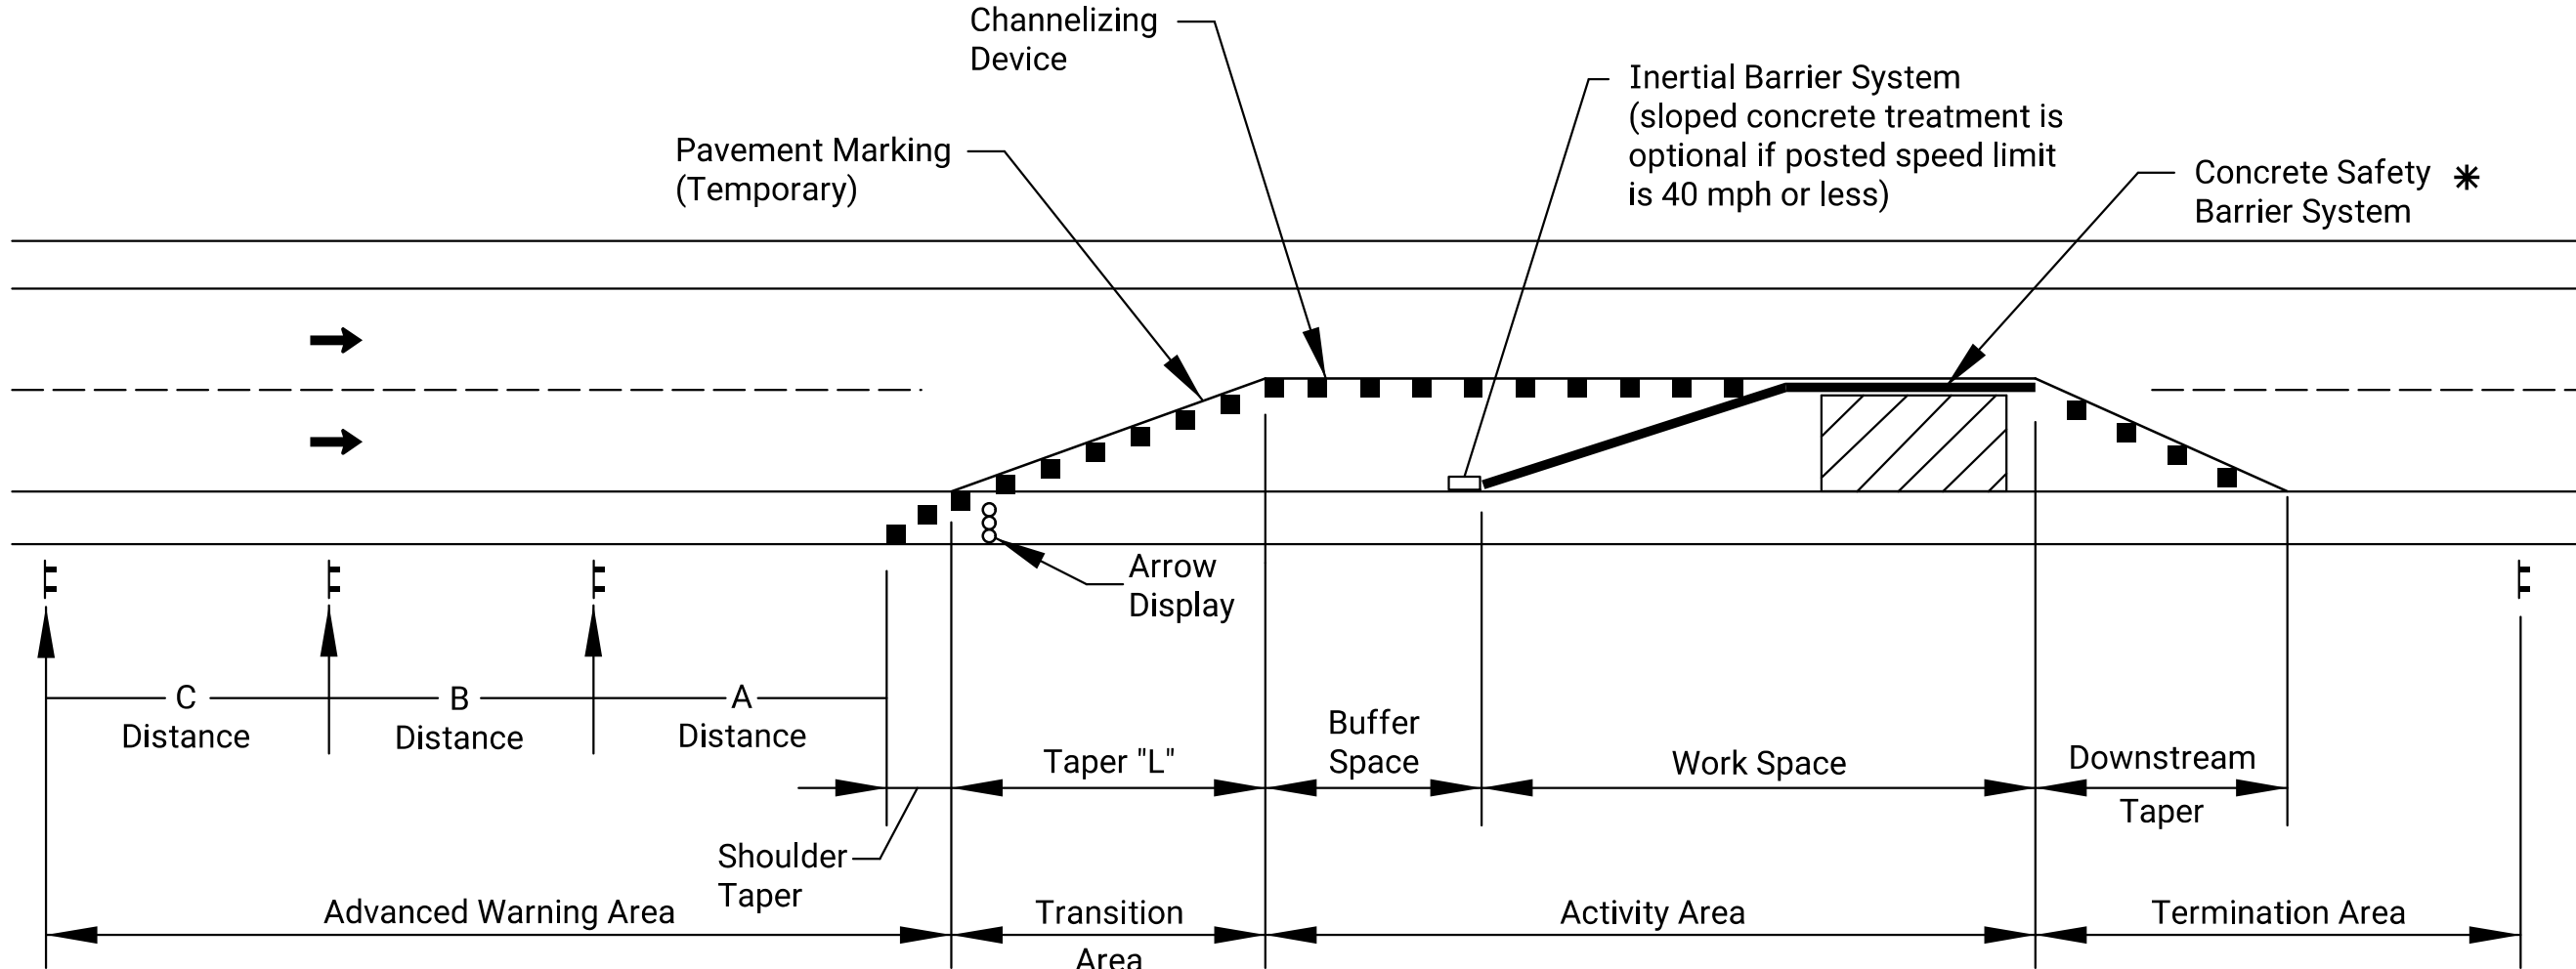 Channelizing
Device
Inertial Barrier System
(sloped concrete treatment is
optional if posted speed limit
is 40 mph or less)
Pavement Marking
(Temporary)
Concrete Safety *
Barrier System
Arrow
Display
C
Distance
B
Distance
A
Distance
Buffer
Space
Taper "L"
Work Space
Downstream
Taper
Shoulder
Taper
Advanced Warning Area
Transition
Area
Activity Area
Termination Area